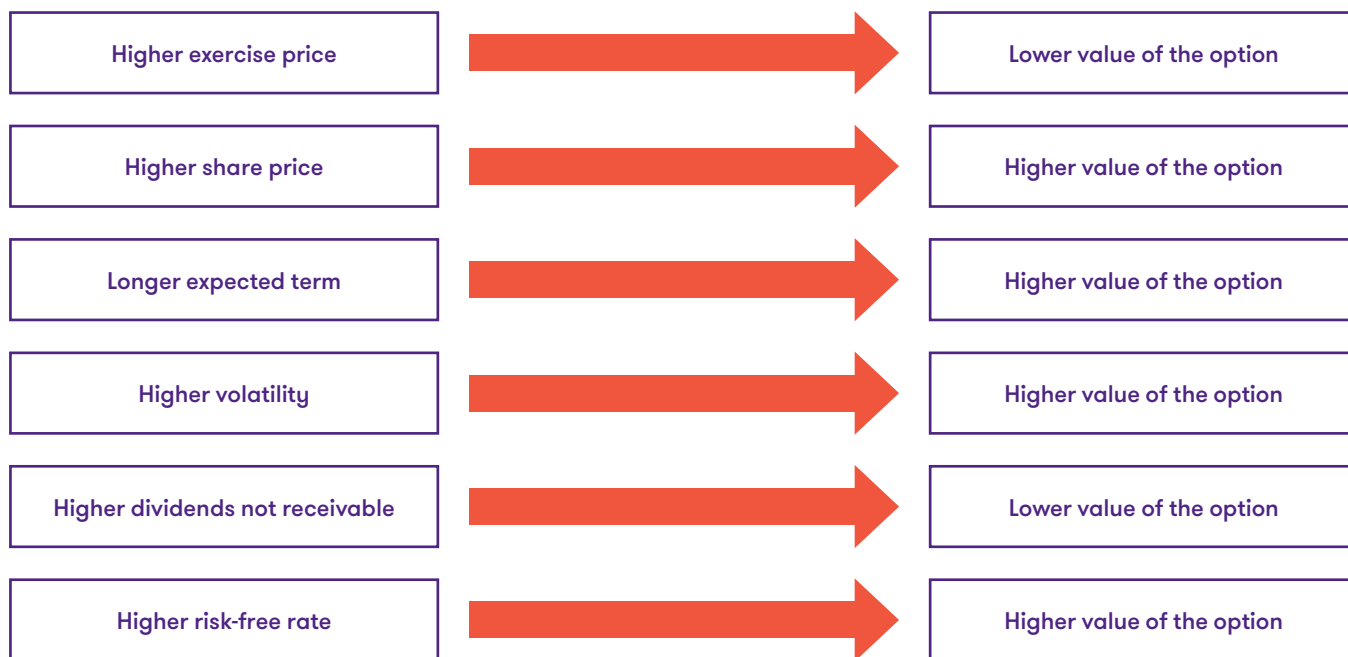 Higher exercise price
Lower value of the option
Higher share price
Higher value of the option
Longer expected term
Higher value of the option
Higher volatility
Higher value of the option
Higher dividends not receivable
Lower value of the option
Higher risk-free rate
Higher value of the option